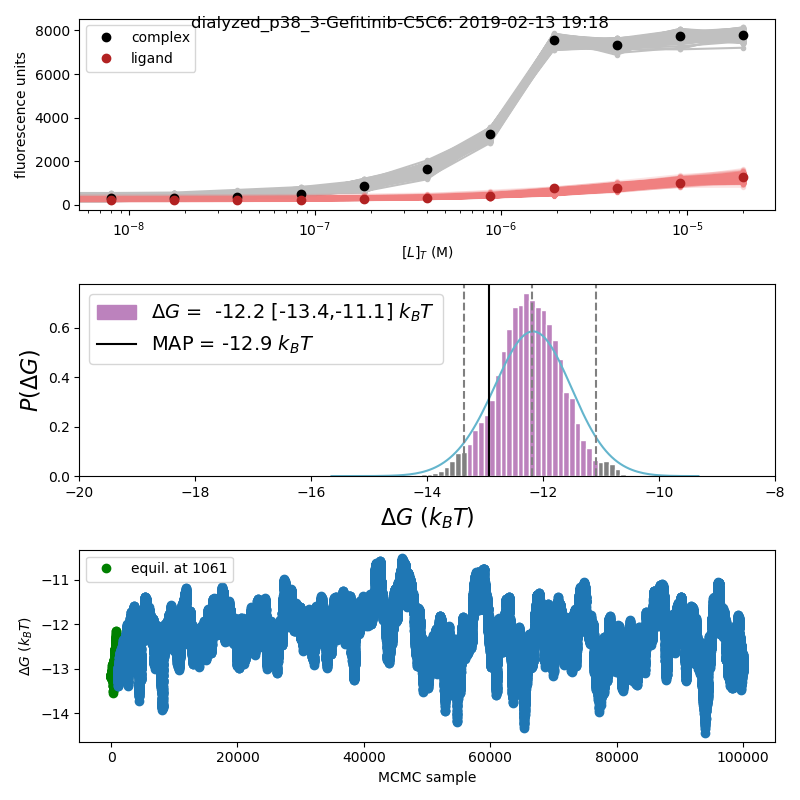 dialyzed_p38_3-Gefitinib-C5C6: 2019-02-13 19:18
fluorescence units
8000
6000
4000
2000
0
complex
ligand
10⁻⁸
10⁻⁷
10⁻⁶
10⁻⁵
[L]_T (M)
P(ΔG)
0.6
0.4
0.2
0.0
ΔG = -12.2 [-13.4,-11.1] k_BT
MAP = -12.9 k_BT
−20
−18
−16
−14
−12
−10
−8
ΔG (k_BT)
ΔG (k_BT)
−11
−12
−13
−14
equil. at 1061
0
20000
40000
60000
80000
100000
MCMC sample